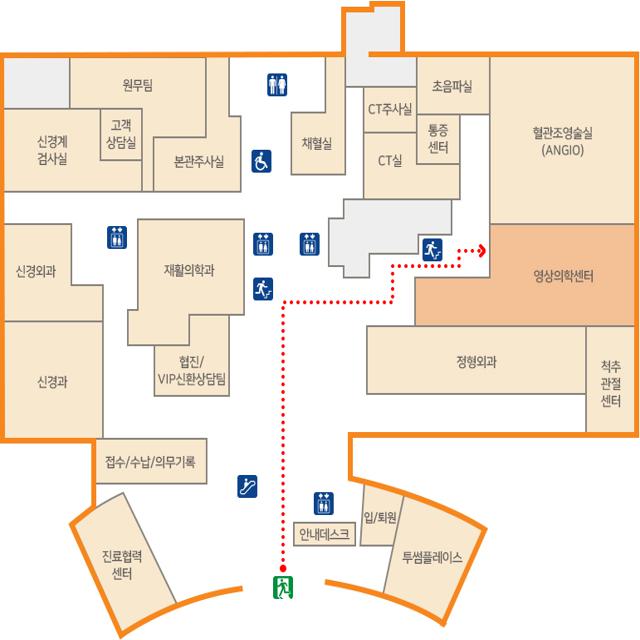 원무팀
초음파실
신경계
검사실
고객
상담실
본관주사실
채혈실
CT주사실
통증
센터
CT실
혈관조영술실
(ANGIO)
신경외과
재활의학과
영상의학센터
신경과
협진/
VIP신환상담팀
정형외과
척추
관절
센터
접수/수납/의무기록
안내데스크
입/퇴원
투썸플레이스
진료협력
센터